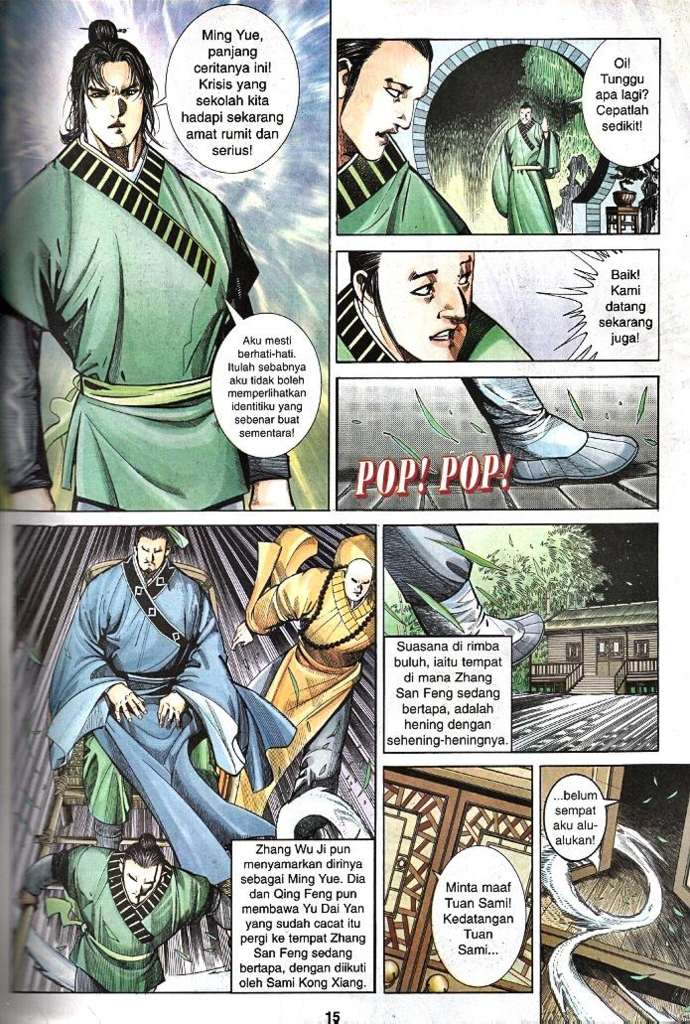 Ming Yue,
panjang
ceritanya ini!
Krisis yang
sekolah kita
hadapi sekarang
amat rumit dan
serius!
Aku mesti
berhati-hati.
Itulah sebabnya
aku tidak boleh
memperlihatkan
identitiku yang
sebenar buat
sementara!
Oi!
Tunggu
apa lagi?
Cepatlah
sedikit!
Baik!
Kami
datang
sekarang
juga!
POP! POP!
Zhang Wu Ji pun
menyamarkan dirinya
sebagai Ming Yue. Dia
dan Qing Feng pun
membawa Yu Dai Yan
yang sudah cacat itu
pergi ke tempat Zhang
San Feng sedang
bertapa, dengan diikuti
oleh Sami Kong Xiang.
Suasana di rimba
buluh, iaitu tempat
di mana Zhang
San Feng sedang
bertapa, adalah
hening dengan
sehening-heningnya.
Minta maaf
Tuan Sami!
Kedatangan
Tuan
Sami...
...belum
sempat
aku alu-
alukan!
15